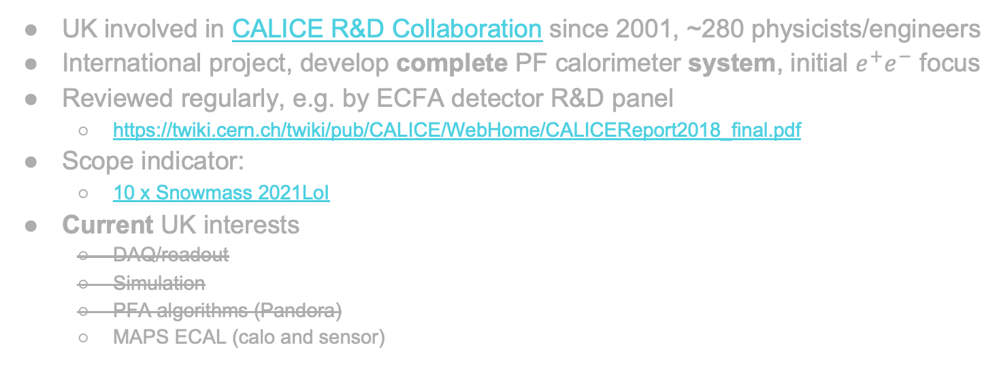 ● UK involved in CALICE R&D Collaboration since 2001, ~280 physicists/engineers
● International project, develop complete PF calorimeter system, initial e⁺e⁻ focus
● Reviewed regularly, e.g. by ECFA detector R&D panel
○ https://twiki.cern.ch/twiki/pub/CALICE/WebHome/CALICEReport2018_final.pdf
● Scope indicator:
○ 10 x Snowmass 2021LoI
● Current UK interests
○ DAQ/readout
○ Simulation
○ PFA algorithms (Pandora)
○ MAPS ECAL (calo and sensor)